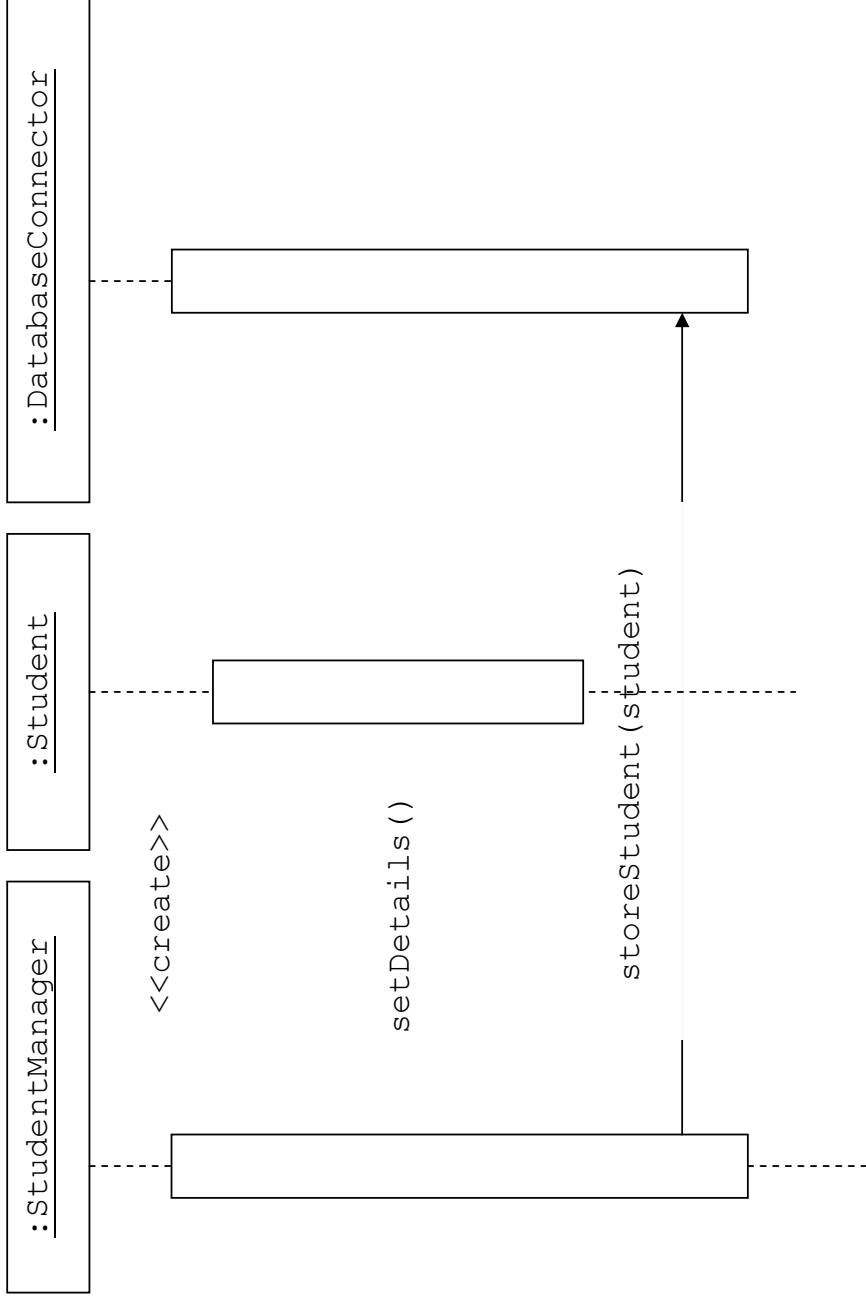 :StudentManager
:Student
:DatabaseConnector
<<create>>
setDetails()
storeStudent(student)